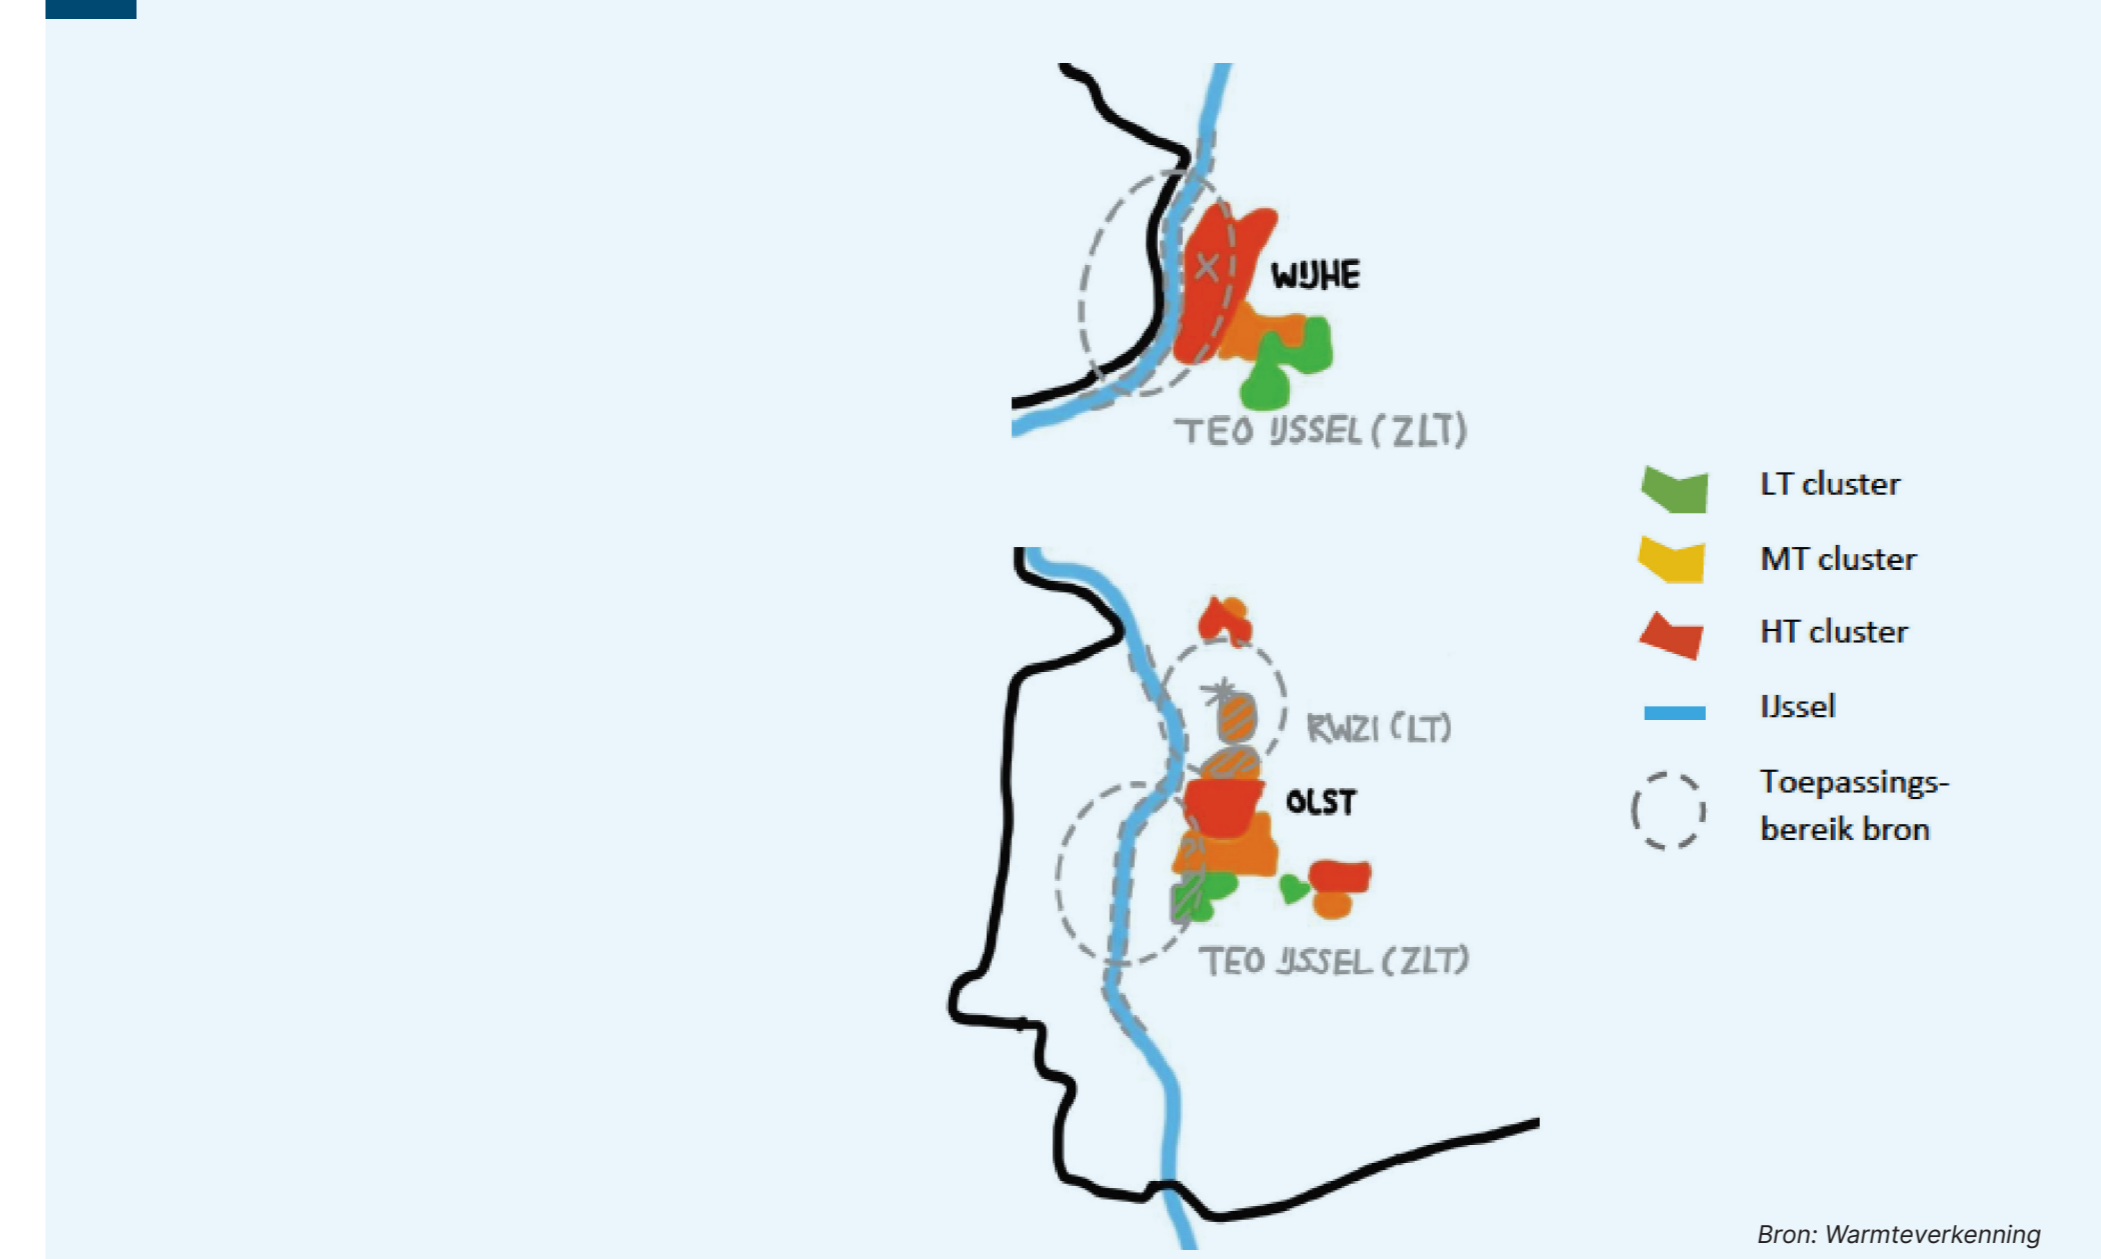 WIJHE
TEO IJSSEL (ZLT)
LT cluster
MT cluster
HT cluster
IJssel
Toepassings-
bereik bron
RWZI (LT)
OLST
TEO IJSSEL (ZLT)
Bron: Warmteverkenning